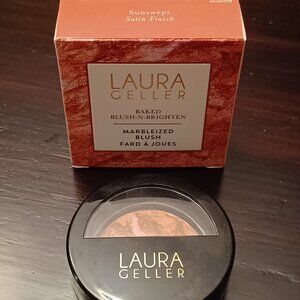 Sunswept
Satin Finish
LAURA
GELLER
BAKED
BLUSH-N-BRIGHTEN
MARBLEIZED
BLUSH
FARD À JOUES
LAURA
GELLER